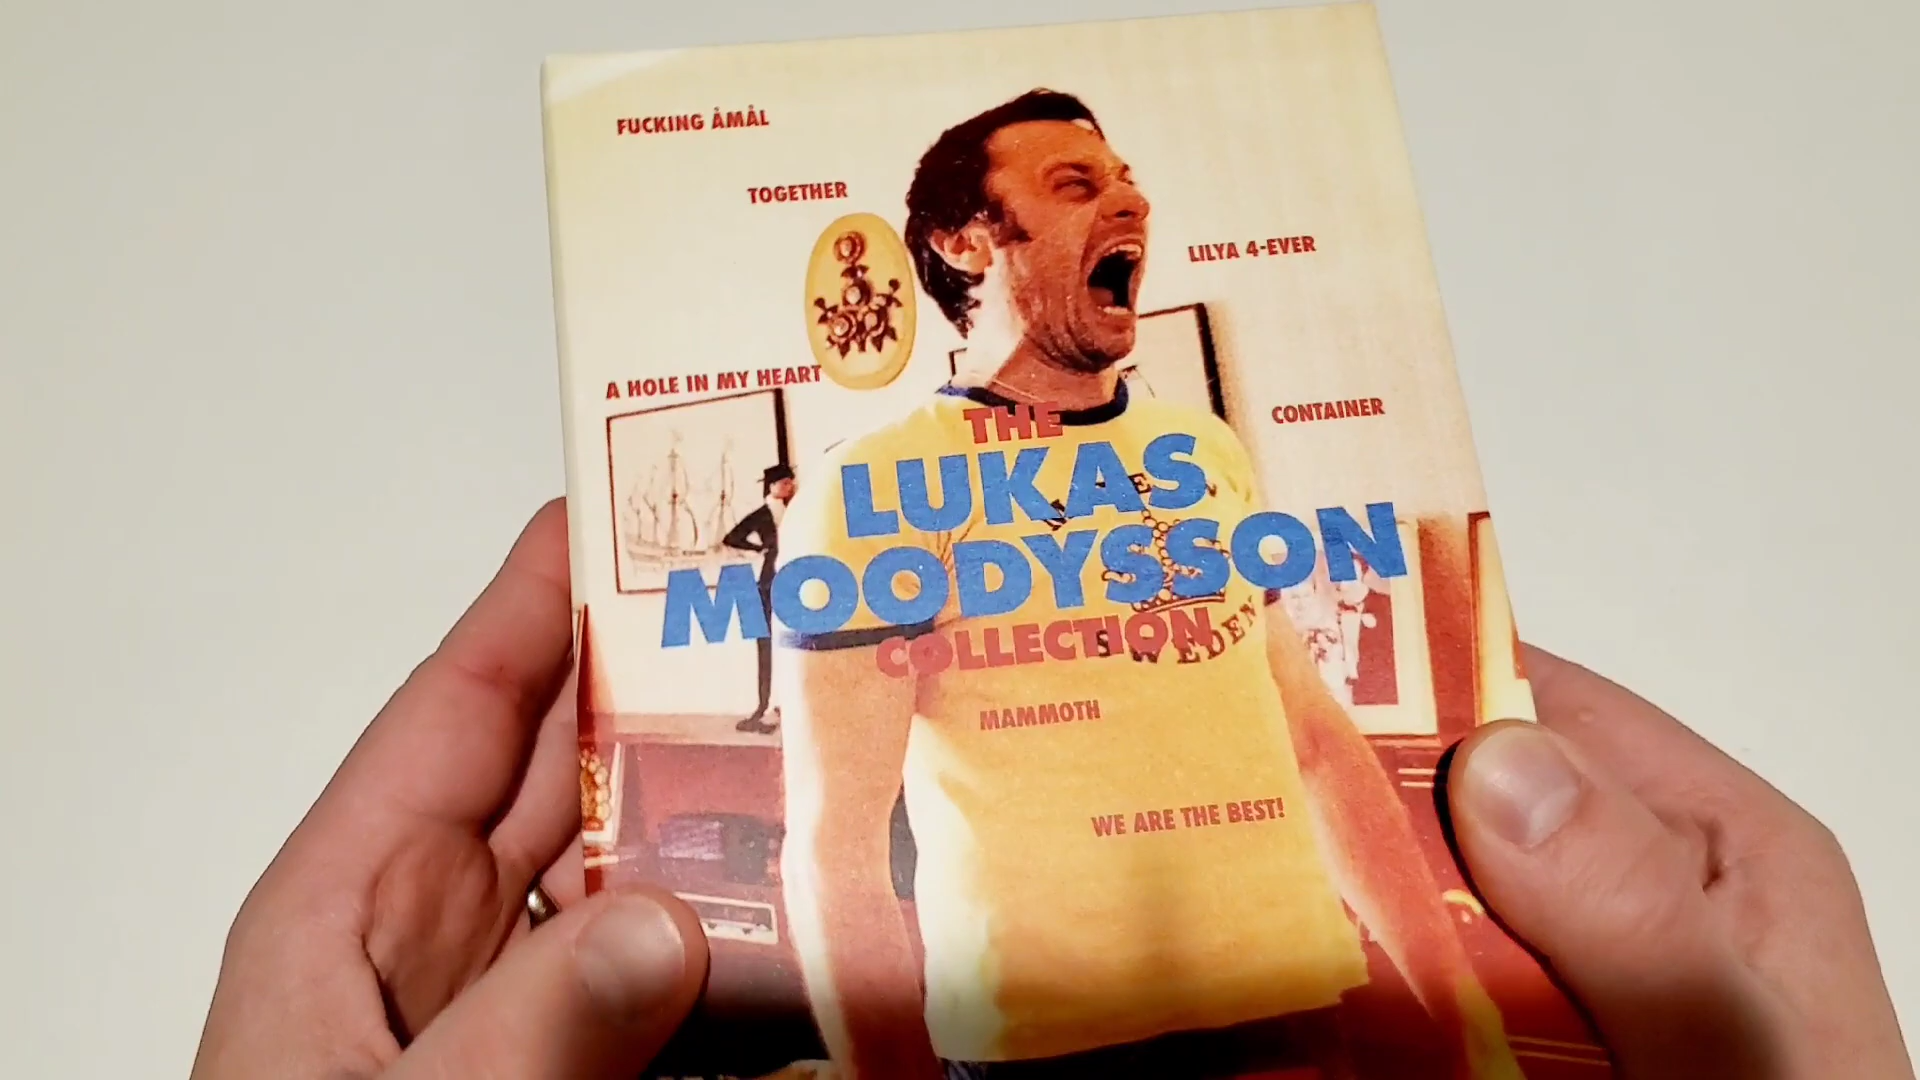 FUCKING ÅMÅL
TOGETHER
LILYA 4-EVER
A HOLE IN MY HEART
CONTAINER
THE
LUKAS
MOODYSSON
COLLECTION
SWEDEN
MAMMOTH
WE ARE THE BEST!